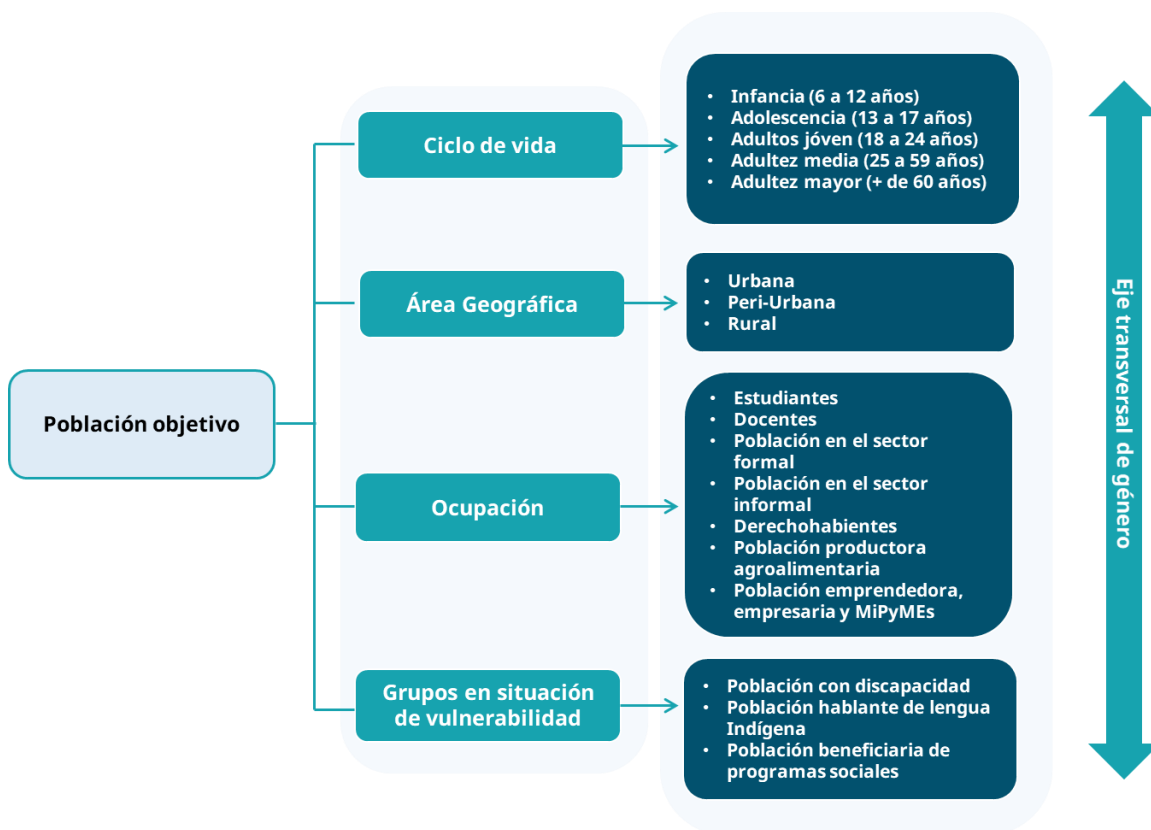 Población objetivo
Ciclo de vida
• Infancia (6 a 12 años)
• Adolescencia (13 a 17 años)
• Adultos jóven (18 a 24 años)
• Adultez media (25 a 59 años)
• Adultez mayor (+ de 60 años)
Área Geográfica
• Urbana
• Peri-Urbana
• Rural
Ocupación
• Estudiantes
• Docentes
• Población en el sector
formal
• Población en el sector
informal
• Derechohabientes
• Población productora
agroalimentaria
• Población emprendedora,
empresaria y MiPyMEs
Grupos en situación
de vulnerabilidad
• Población con discapacidad
• Población hablante de lengua
Indígena
• Población beneficiaria de
programas sociales
Eje transversal de género